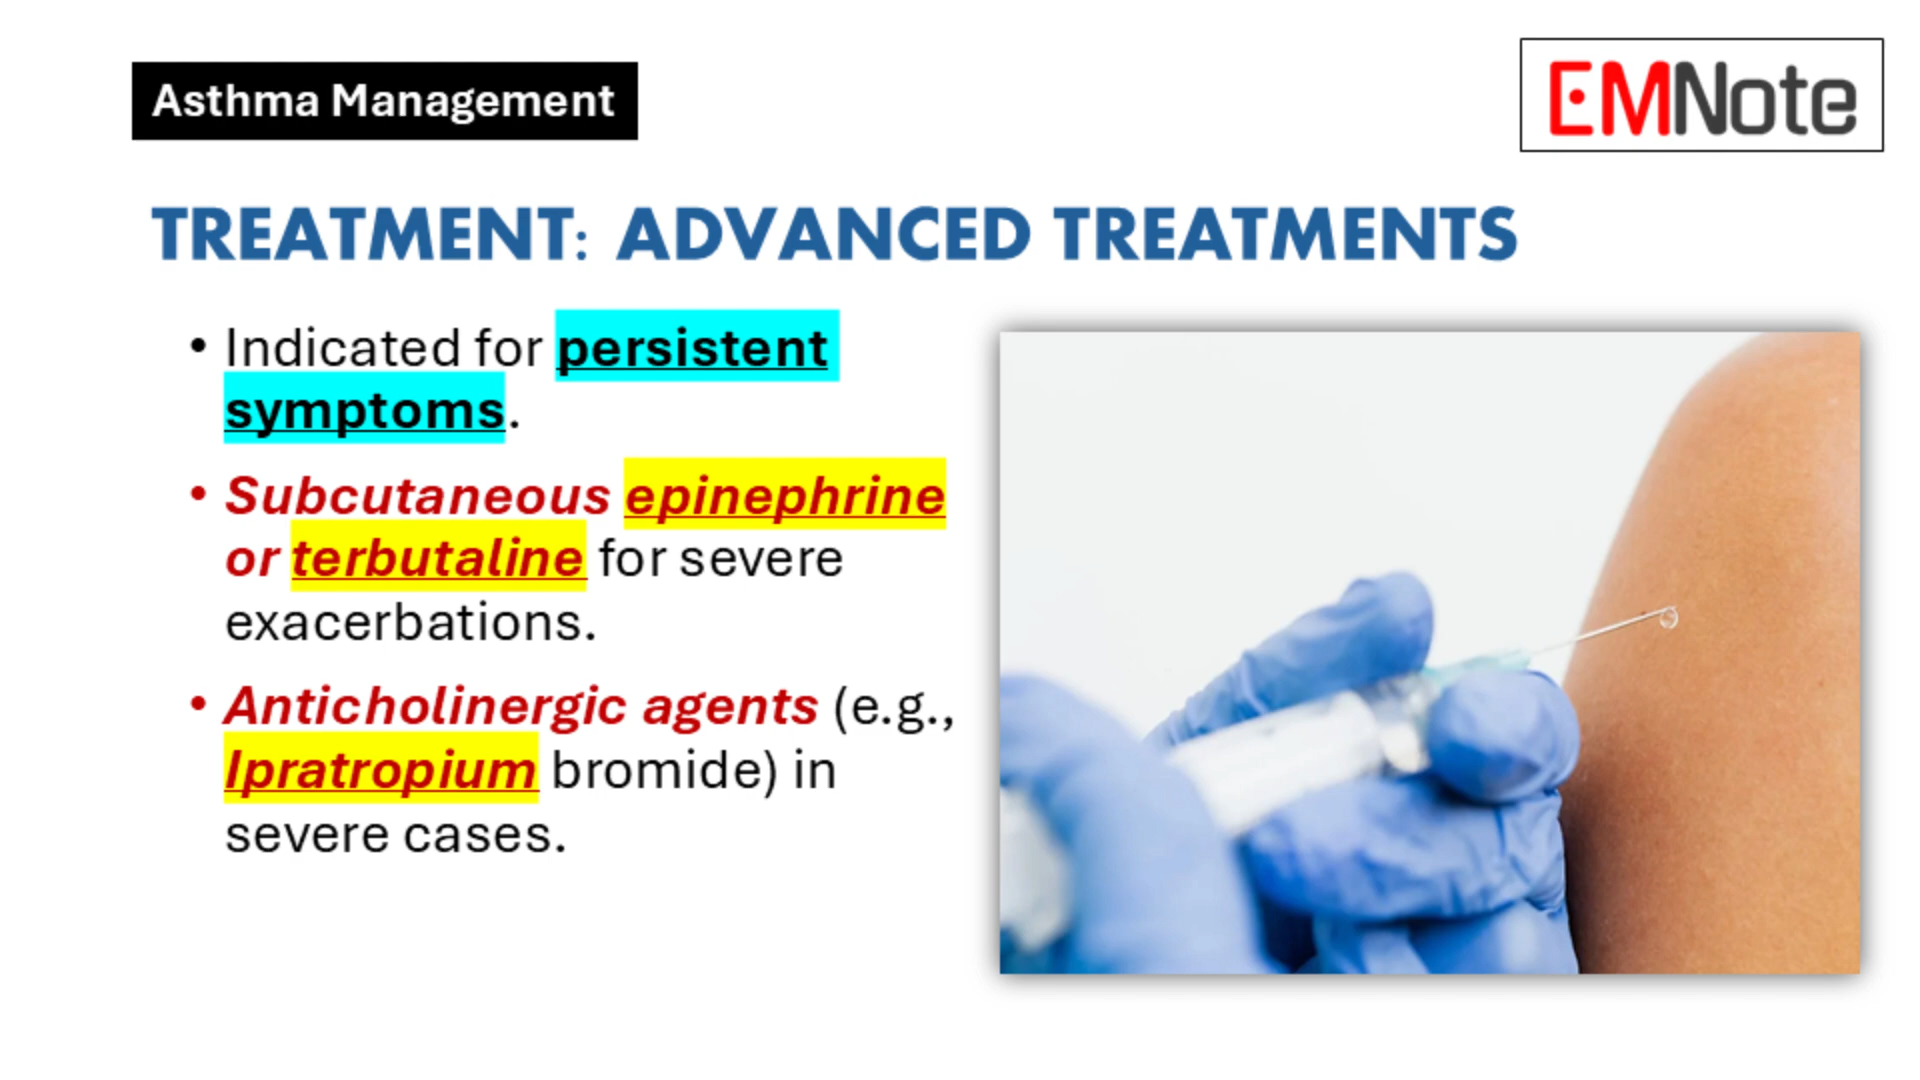 Asthma Management
EMNote
TREATMENT: ADVANCED TREATMENTS
• Indicated for persistent
symptoms.
• Subcutaneous epinephrine
or terbutaline for severe
exacerbations.
• Anticholinergic agents (e.g.,
Ipratropium bromide) in
severe cases.